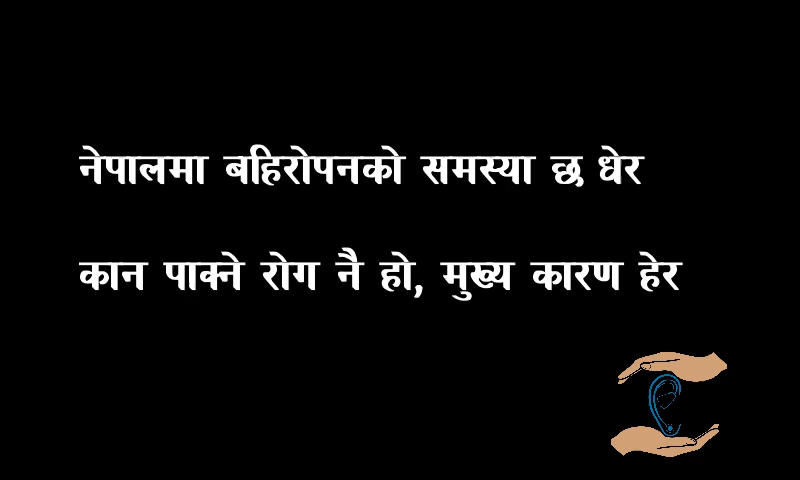 नेपालमा बहिरोपनको समस्या छ धेर
कान पाक्ने रोग नै हो, मुख्य कारण हेर